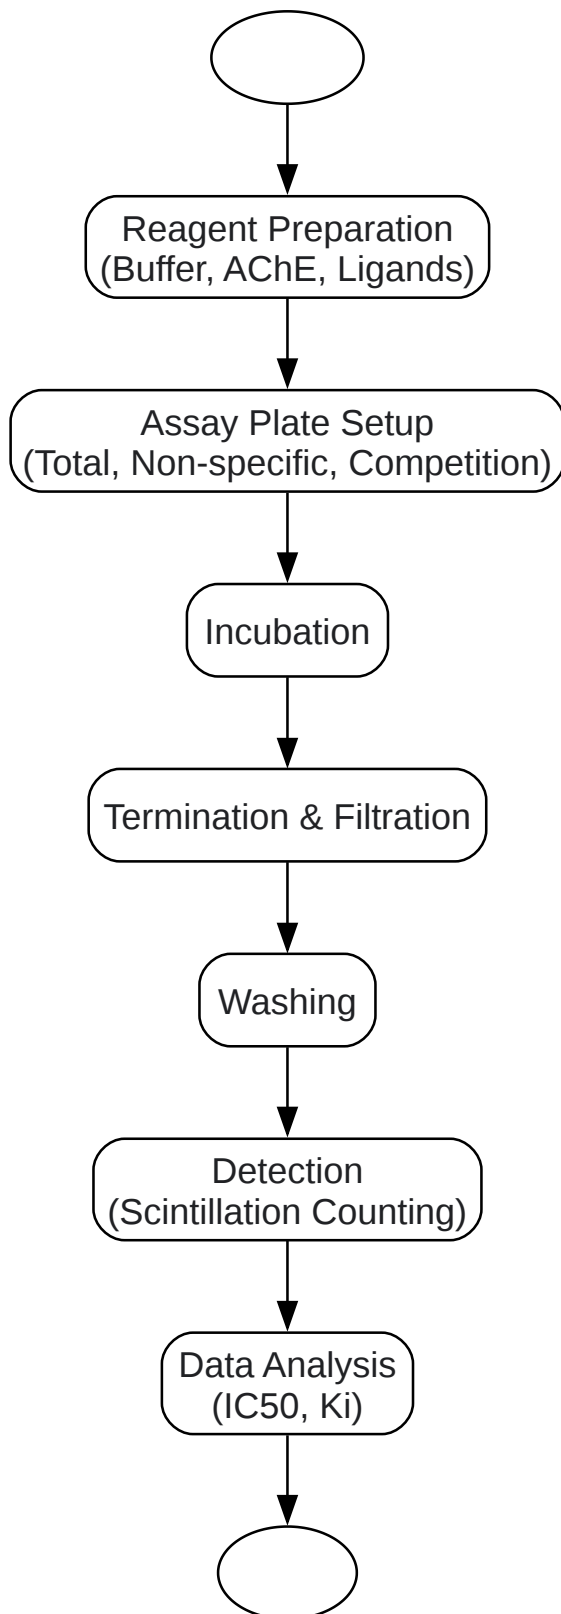 Reagent Preparation
(Buffer, AChE, Ligands)
Assay Plate Setup
(Total, Non-specific, Competition)
Incubation
Termination & Filtration
Washing
Detection
(Scintillation Counting)
Data Analysis
(IC50, Ki)